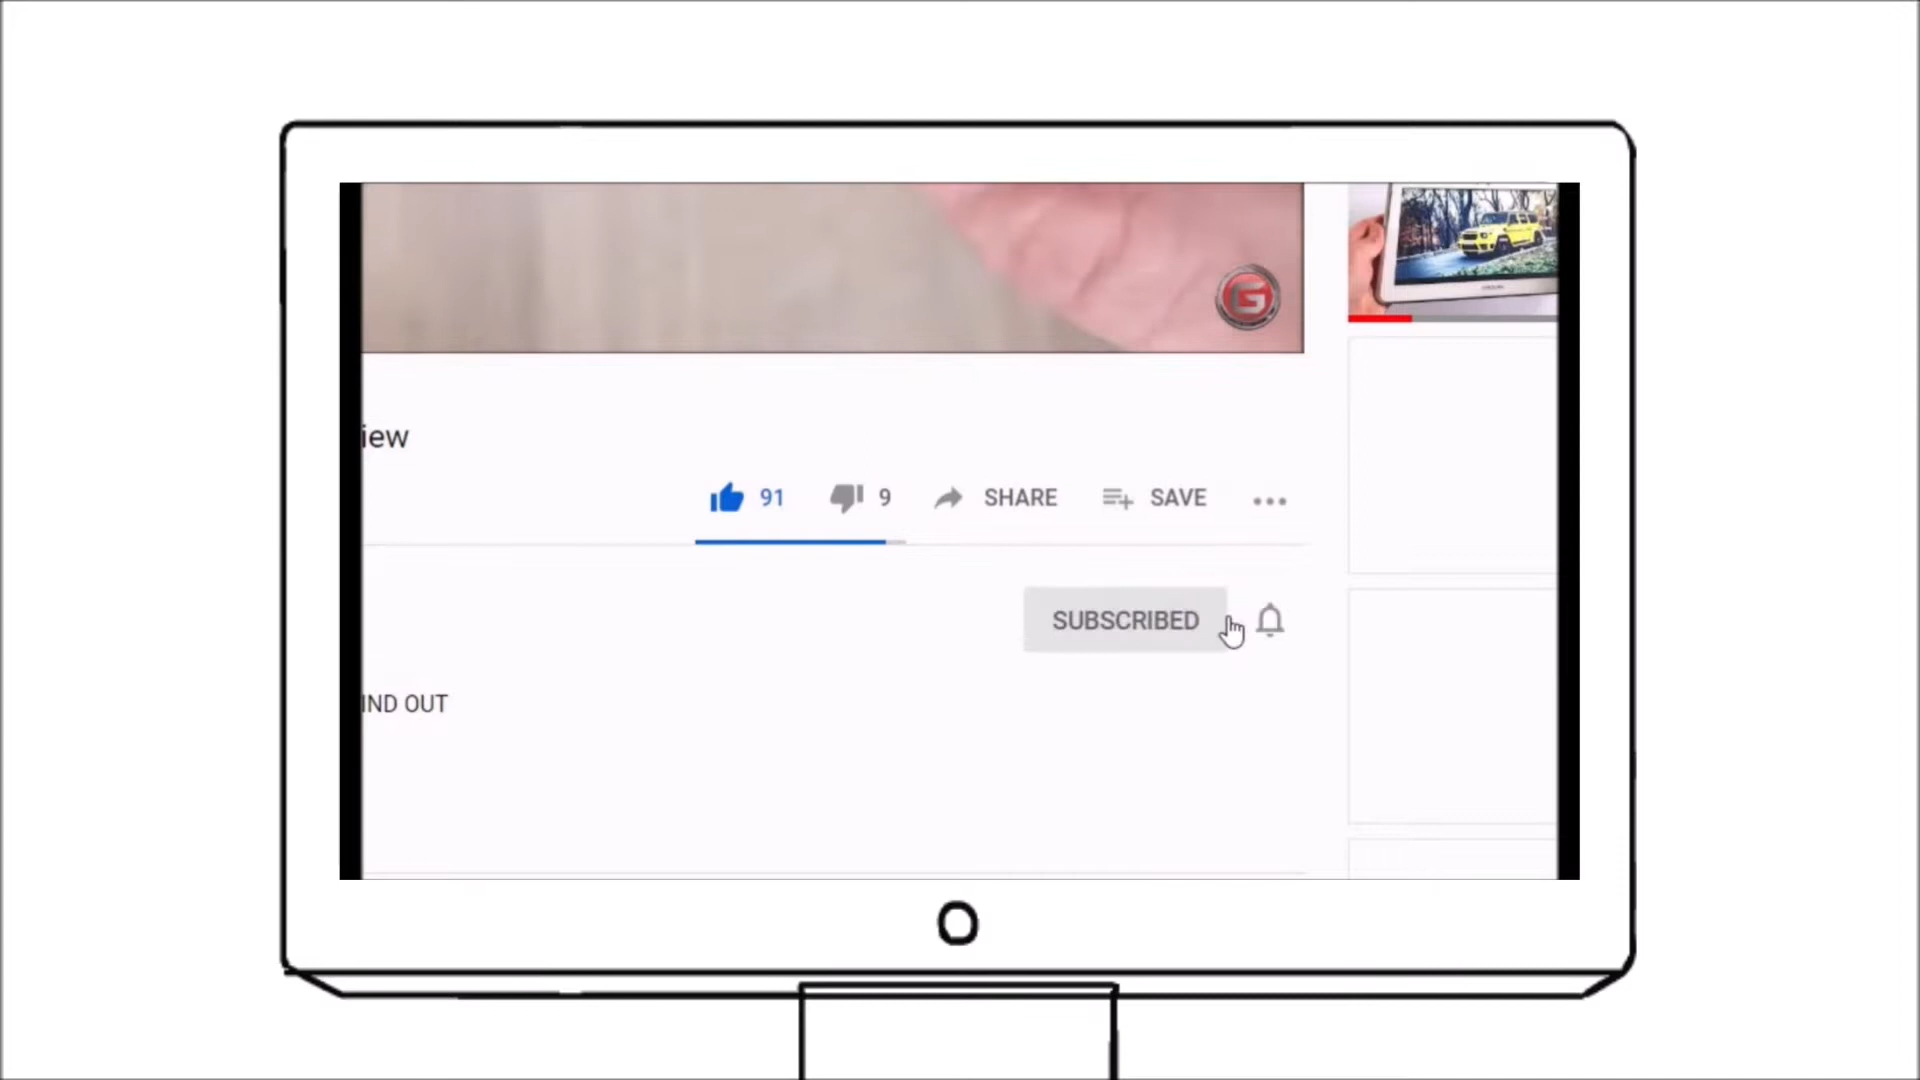 iew
91 9 SHARE SAVE
SUBSCRIBED
IND OUT
G